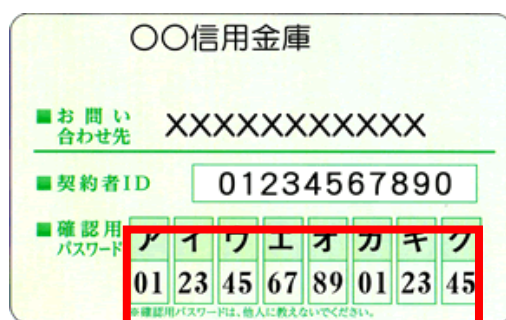 〇〇信用金庫
■お問い
合わせ先 XXXXXXXXXXX
■契約者ID 01234567890
■確認用
パスワード ア イ ウ エ オ カ キ ク
01 23 45 67 89 01 23 45
※確認用パスワードは、他人に教えないでください。